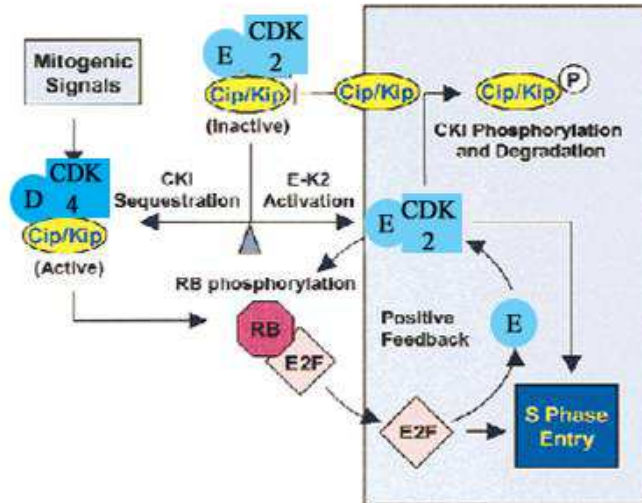 E
CDK
2
Cip/Kip
(Inactive)
Mitogenic
Signals
Cip/Kip
Cip/Kip
P
CKI Phosphorylation
and Degradation
D
CDK
4
Cip/Kip
(Active)
CKI
Sequestration
E-K2
Activation
E
CDK
2
RB phosphorylation
RB
E2F
Positive
Feedback
E
E2F
S Phase
Entry